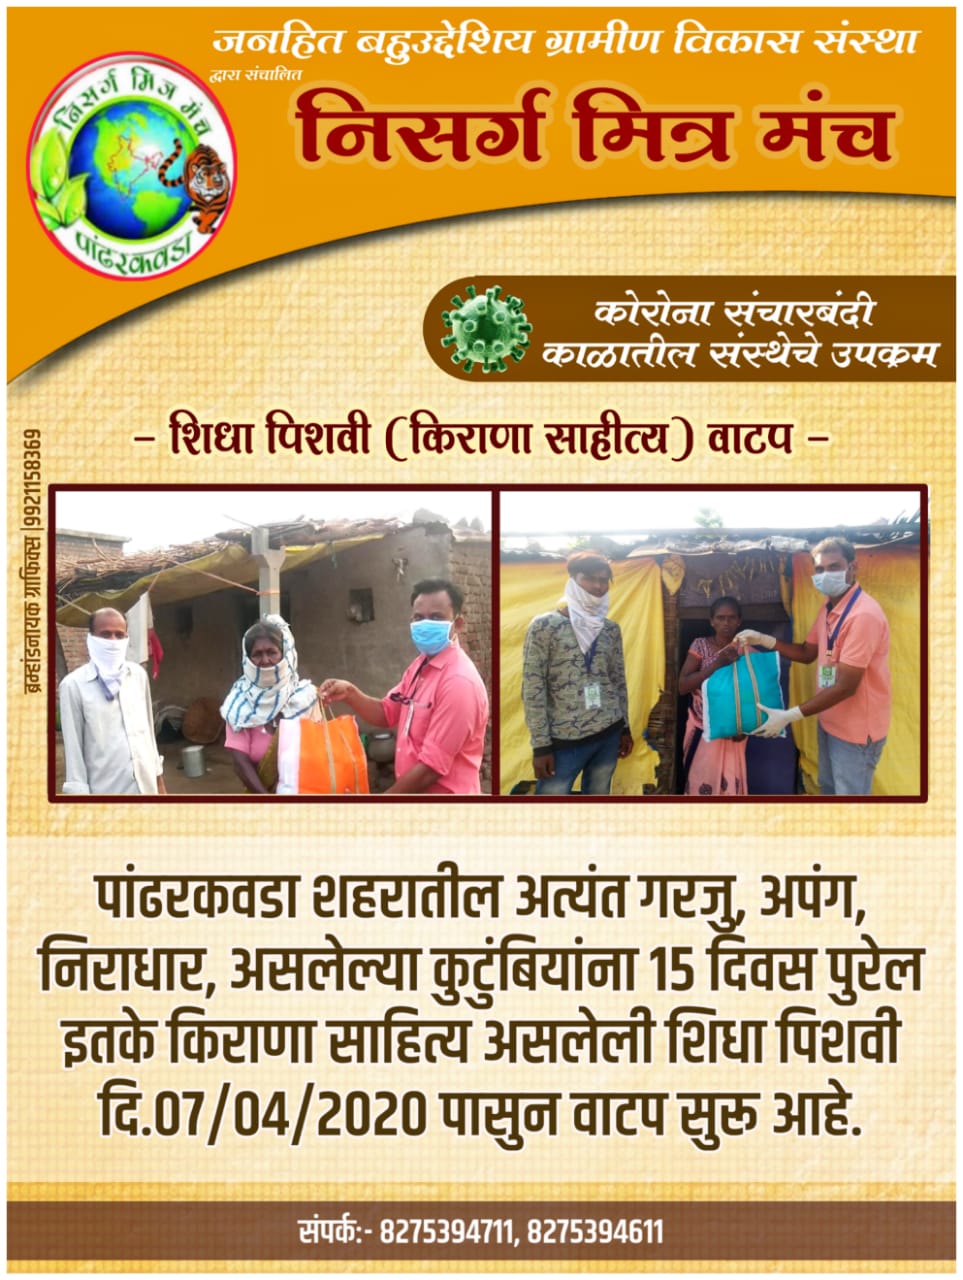 जनहित बहुउद्देशिय ग्रामीण विकास संस्था
द्वारा संचालित
निसर्ग मित्र मंच
निसर्ग मित्र मंच
पांढरकवडा
कोरोना संचारबंदी
काळातील संस्थेचे उपक्रम
– शिधा पिशवी (किराणा साहीत्य) वाटप –
ब्रम्हांडनायक ग्राफिक्स |9921158369
पांढरकवडा शहरातील अत्यंत गरजु, अपंग,
निराधार, असलेल्या कुटुंबियांना 15 दिवस पुरेल
इतके किराणा साहित्य असलेली शिधा पिशवी
दि.07/04/2020 पासुन वाटप सुरू आहे.
संपर्क:- 8275394711, 8275394611